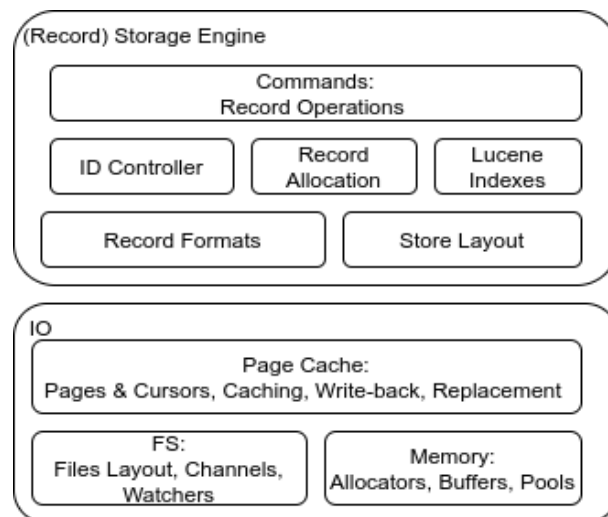 (Record) Storage Engine
Commands:
Record Operations
ID Controller
Record
Allocation
Lucene
Indexes
Record Formats
Store Layout
IO
Page Cache:
Pages & Cursors, Caching, Write-back, Replacement
FS:
Files Layout, Channels,
Watchers
Memory:
Allocators, Buffers, Pools